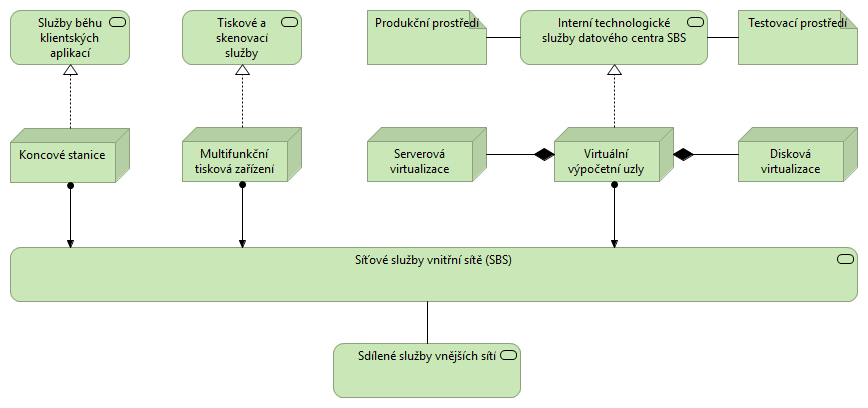 Služby běhu
klientských
aplikací
Tiskové a
skenovací
služby
Produkční prostředí
Interní technologické
služby datového centra SBS
Testovací prostředí
Koncové stanice
Multifunkční
tisková zařízení
Serverová
virtualizace
Virtuální
výpočetní uzly
Disková
virtualizace
Síťové služby vnitřní sítě (SBS)
Sdílené služby vnějších sítí